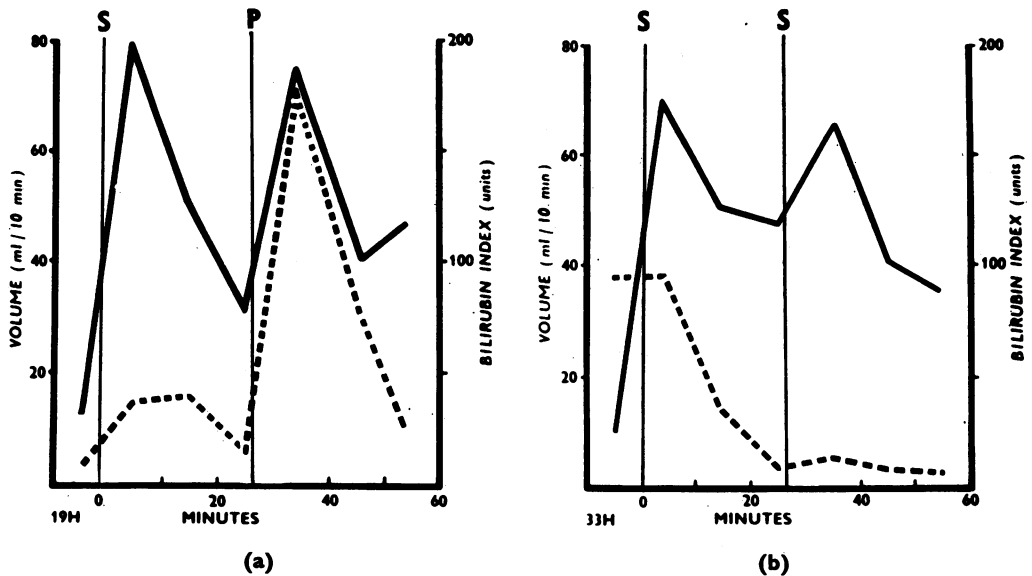 S P
80
60
40
20
VOLUME (ml / 10 min)
200
100
BILIRUBIN INDEX (units)
0 20 40 60
19H MINUTES
(a)
S S
80
60
40
20
VOLUME (ml / 10 min)
200
100
BILIRUBIN INDEX (units)
0 20 40 60
33H MINUTES
(b)